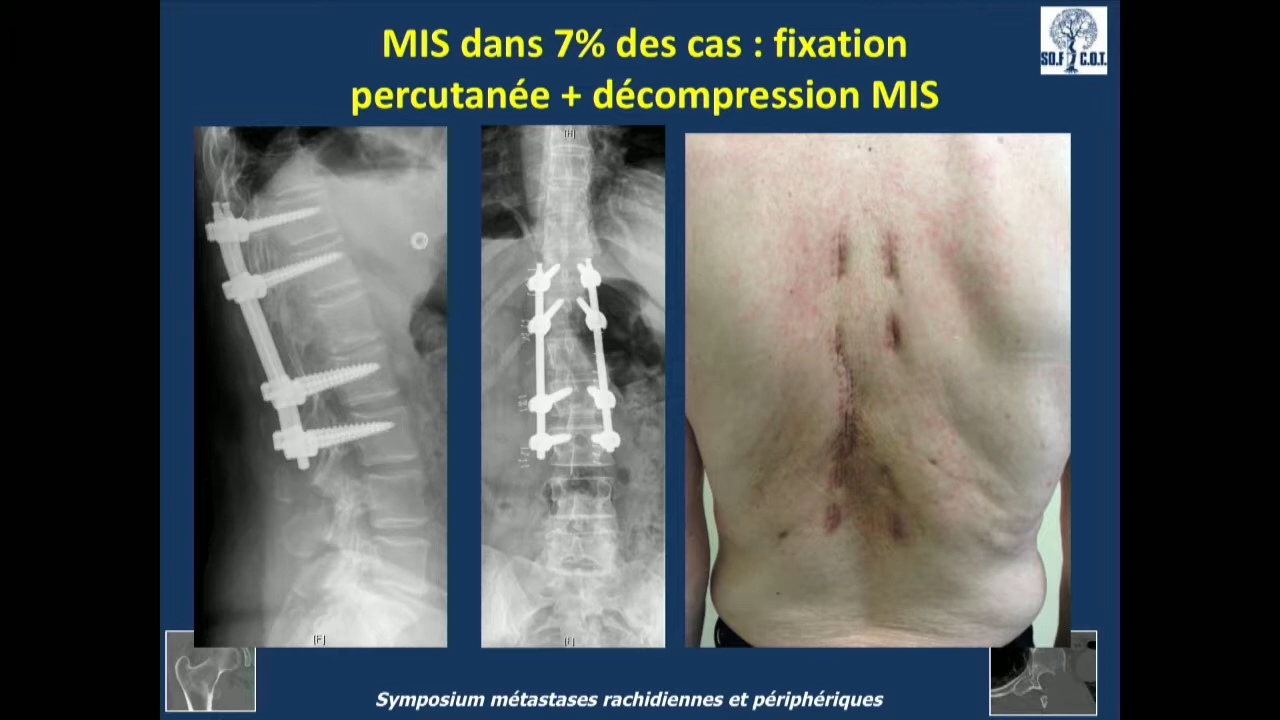 MIS dans 7% des cas : fixation
percutanée + décompression MIS
SO.F C.O.T.
[H]
[F]
Symposium métastases rachidiennes et périphériques